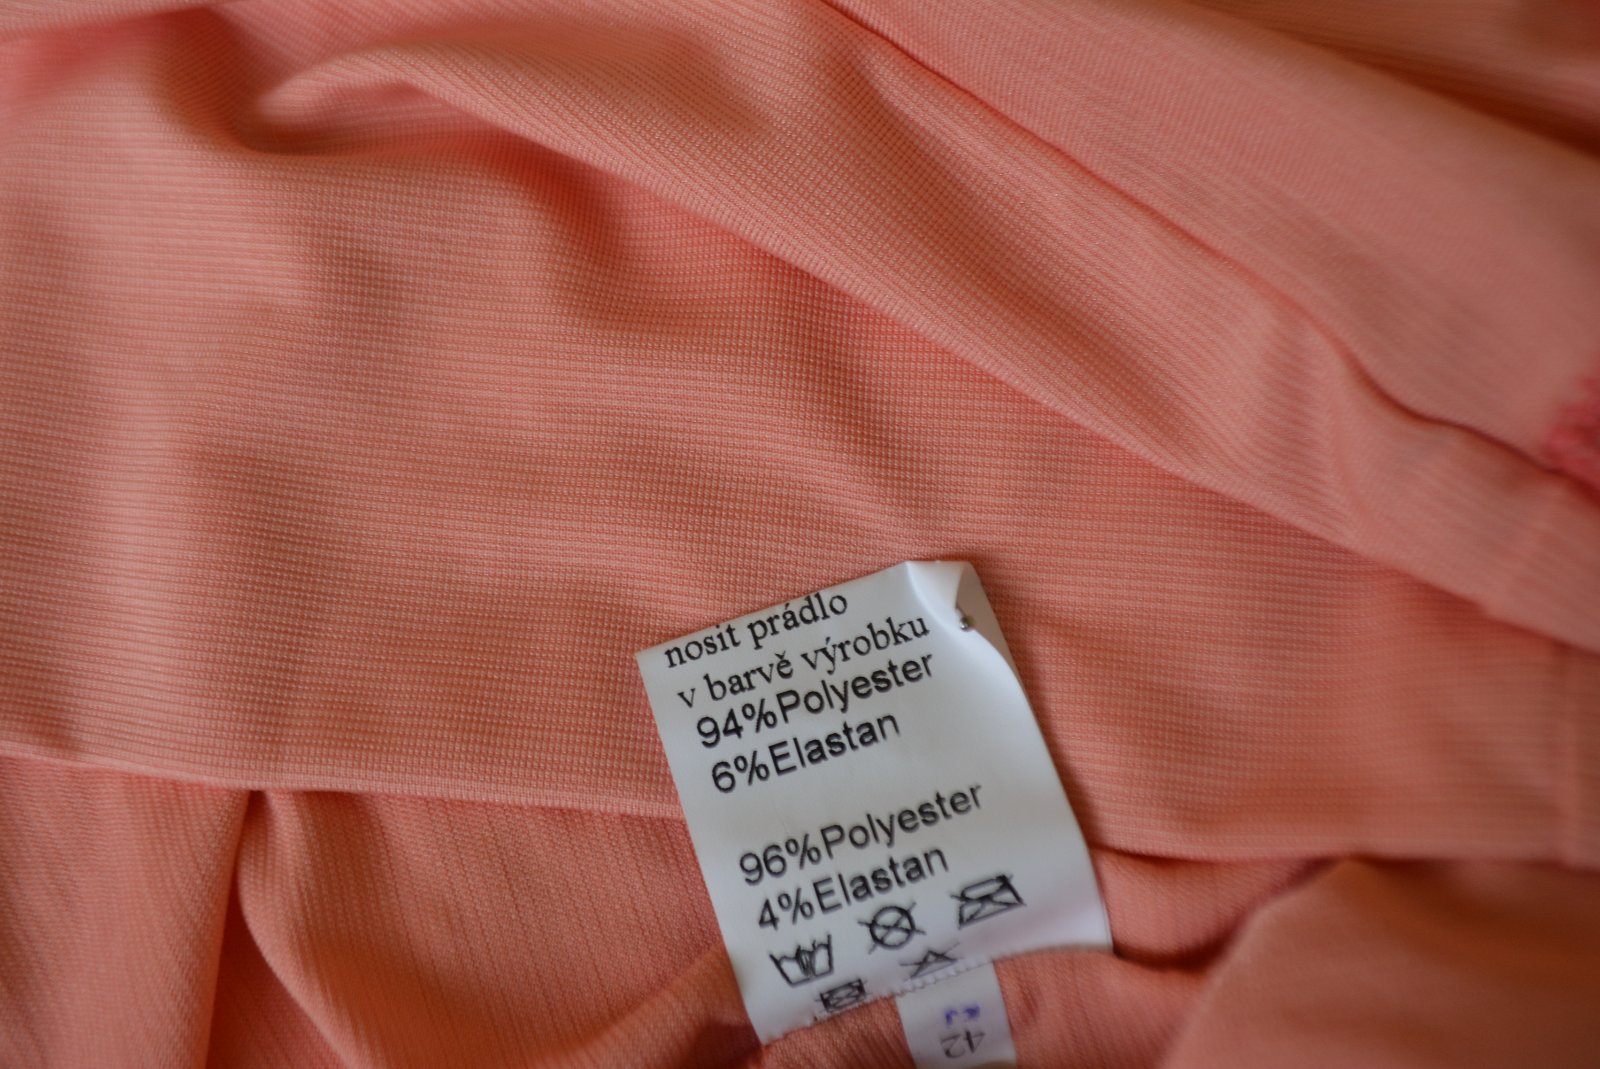 nosit prádlo
v barvě výrobku
94%Polyester
6%Elastan
96%Polyester
4%Elastan
42